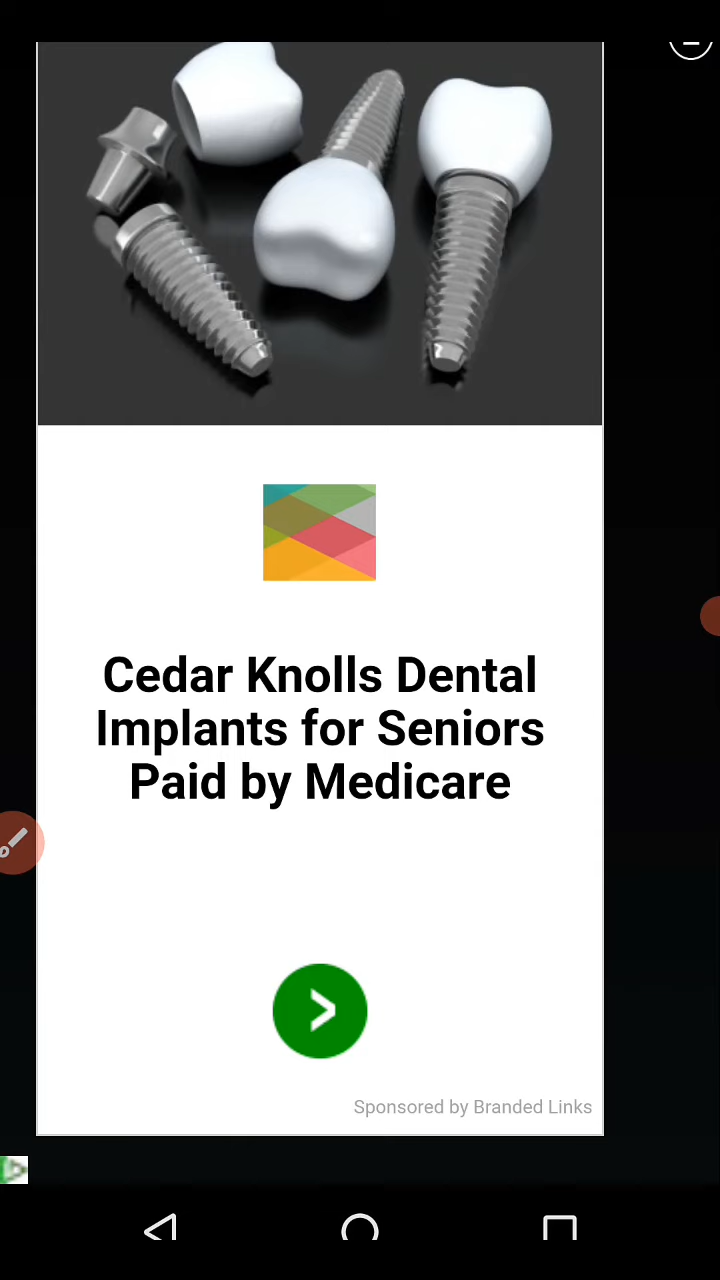 Cedar Knolls Dental
Implants for Seniors
Paid by Medicare
Sponsored by Branded Links